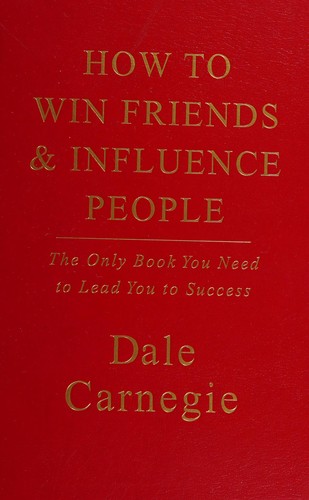 HOW TO
WIN FRIENDS
& INFLUENCE
PEOPLE
The Only Book You Need
to Lead You to Success
Dale
Carnegie